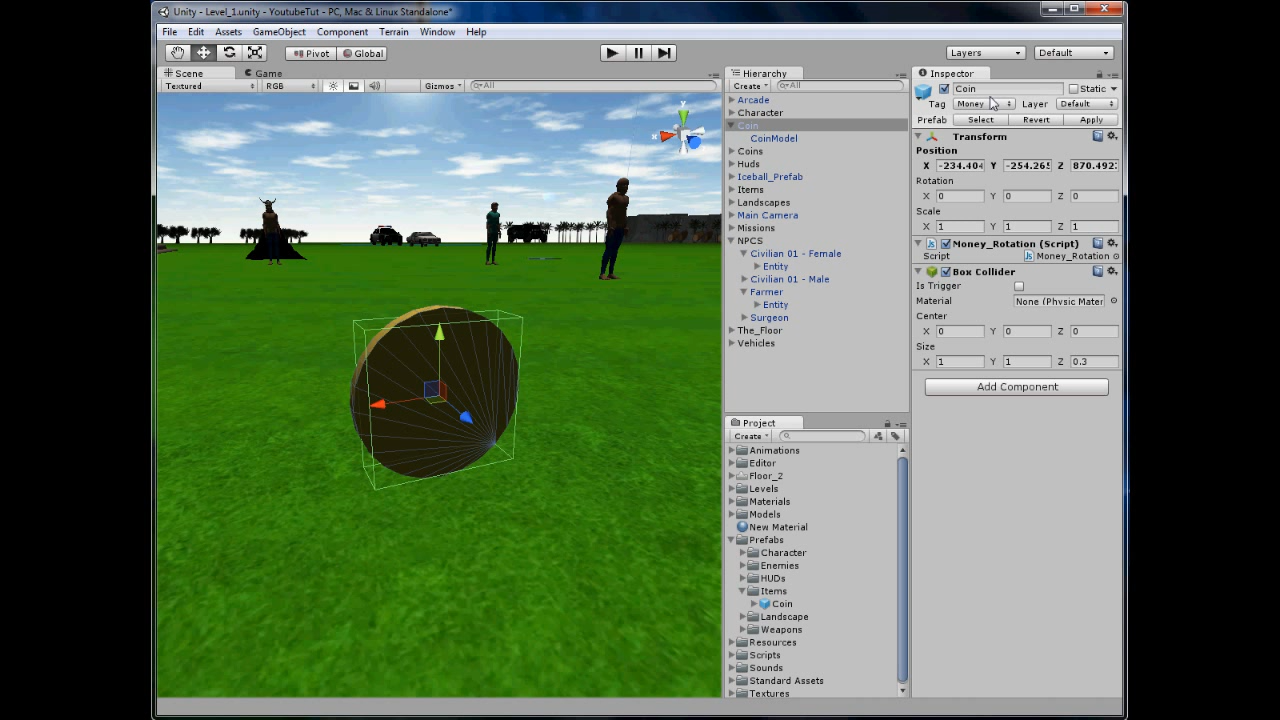 Unity - Level_1.unity - YoutubeTut - PC, Mac & Linux Standalone*
File Edit Assets GameObject Component Terrain Window Help
Pivot Global Layers Default
Scene Game
Textured RGB Gizmos All
Hierarchy
Create All
Arcade
Character
Coin
CoinModel
Coins
Huds
Iceball_Prefab
Items
Landscapes
Main Camera
Missions
NPCS
Civilian 01 - Female
Entity
Civilian 01 - Male
Farmer
Entity
Surgeon
The_Floor
Vehicles
Project
Create
Animations
Editor
Floor_2
Levels
Materials
Models
New Material
Prefabs
Character
Enemies
HUDs
Items
Coin
Landscape
Weapons
Resources
Scripts
Sounds
Standard Assets
Textures
Inspector
Coin Static
Tag Money Layer Default
Prefab Select Revert Apply
Transform
Position
X -234.404 Y -254.265 Z 870.492
Rotation
X 0 Y 0 Z 0
Scale
X 1 Y 1 Z 1
Money_Rotation (Script)
Script Money_Rotation
Box Collider
Is Trigger
Material None (Physic Mater
Center
X 0 Y 0 Z 0
Size
X 1 Y 1 Z 0.3
Add Component
y
x